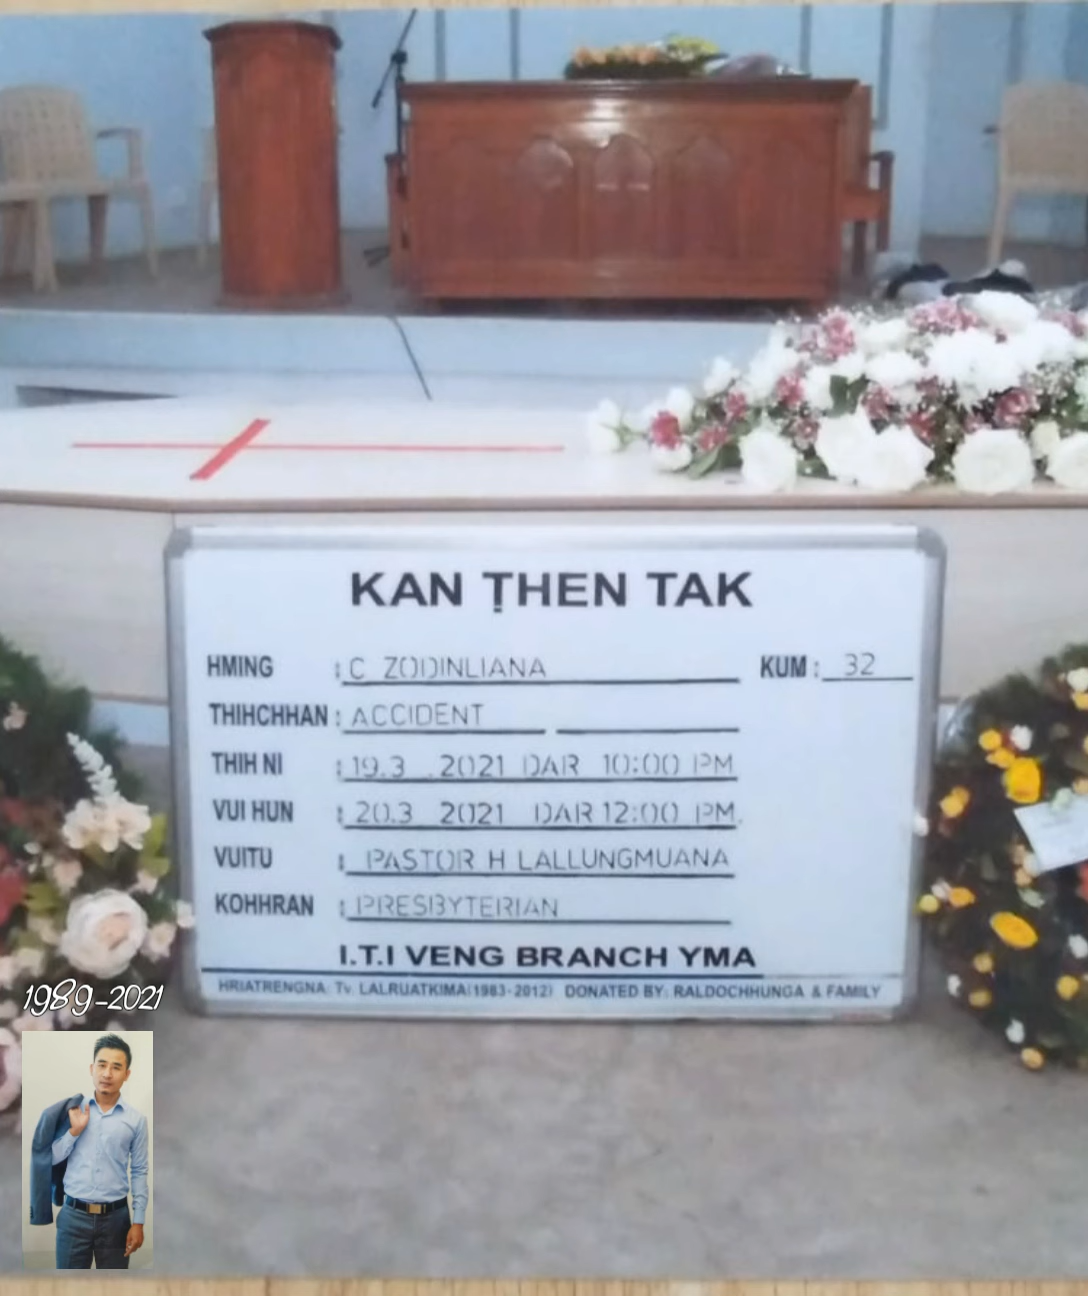 KAN ṬHEN TAK
HMING : C ZODINLIANA KUM : 32
THIHCHHAN : ACCIDENT
THIH NI : 19.3 .2021 DAR 10:00 PM
VUI HUN : 20.3 2021 DAR 12:00 PM.
VUITU : PASTOR H LALLUNGMUANA
KOHHRAN : PRESBYTERIAN
I.T.I VENG BRANCH YMA
HRIATRENGNA: Tv. LALRUATKIMA(1983-2012) DONATED BY: RALDOCHHUNGA & FAMILY
1989-2021